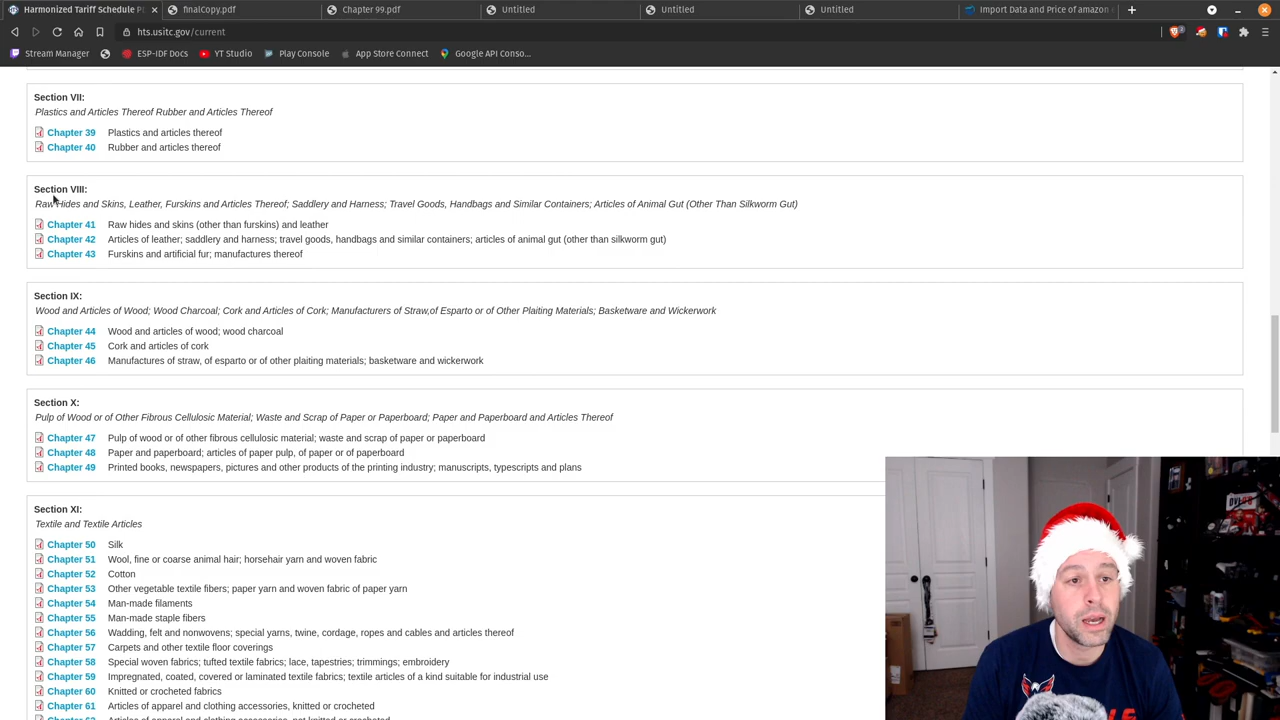 Harmonized Tariff Schedule P
finalCopy.pdf
Chapter 99.pdf
Untitled
Untitled
Untitled
Import Data and Price of amazon
hts.usitc.gov/current
Stream Manager
ESP-IDF Docs
YT Studio
Play Console
App Store Connect
Google API Conso...
Section VII:
Plastics and Articles Thereof Rubber and Articles Thereof
Chapter 39 Plastics and articles thereof
Chapter 40 Rubber and articles thereof
Section VIII:
Raw Hides and Skins, Leather, Furskins and Articles Thereof; Saddlery and Harness; Travel Goods, Handbags and Similar Containers; Articles of Animal Gut (Other Than Silkworm Gut)
Chapter 41 Raw hides and skins (other than furskins) and leather
Chapter 42 Articles of leather; saddlery and harness; travel goods, handbags and similar containers; articles of animal gut (other than silkworm gut)
Chapter 43 Furskins and artificial fur; manufactures thereof
Section IX:
Wood and Articles of Wood; Wood Charcoal; Cork and Articles of Cork; Manufacturers of Straw,of Esparto or of Other Plaiting Materials; Basketware and Wickerwork
Chapter 44 Wood and articles of wood; wood charcoal
Chapter 45 Cork and articles of cork
Chapter 46 Manufactures of straw, of esparto or of other plaiting materials; basketware and wickerwork
Section X:
Pulp of Wood or of Other Fibrous Cellulosic Material; Waste and Scrap of Paper or Paperboard; Paper and Paperboard and Articles Thereof
Chapter 47 Pulp of wood or of other fibrous cellulosic material; waste and scrap of paper or paperboard
Chapter 48 Paper and paperboard; articles of paper pulp, of paper or of paperboard
Chapter 49 Printed books, newspapers, pictures and other products of the printing industry; manuscripts, typescripts and plans
Section XI:
Textile and Textile Articles
Chapter 50 Silk
Chapter 51 Wool, fine or coarse animal hair; horsehair yarn and woven fabric
Chapter 52 Cotton
Chapter 53 Other vegetable textile fibers; paper yarn and woven fabric of paper yarn
Chapter 54 Man-made filaments
Chapter 55 Man-made staple fibers
Chapter 56 Wadding, felt and nonwovens; special yarns, twine, cordage, ropes and cables and articles thereof
Chapter 57 Carpets and other textile floor coverings
Chapter 58 Special woven fabrics; tufted textile fabrics; lace, tapestries; trimmings; embroidery
Chapter 59 Impregnated, coated, covered or laminated textile fabrics; textile articles of a kind suitable for industrial use
Chapter 60 Knitted or crocheted fabrics
Chapter 61 Articles of apparel and clothing accessories, knitted or crocheted